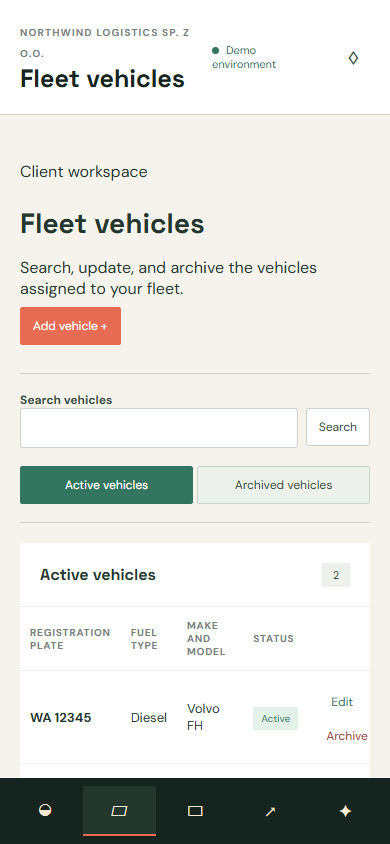 NORTHWIND LOGISTICS SP. Z
O.O.
Fleet vehicles
Demo
environment
Client workspace
Fleet vehicles
Search, update, and archive the vehicles
assigned to your fleet.
Add vehicle +
Search vehicles
Search
Active vehicles
Archived vehicles
Active vehicles
2
REGISTRATION
PLATE
FUEL
TYPE
MAKE
AND
MODEL
STATUS
WA 12345
Diesel
Volvo
FH
Active
Edit
Archive